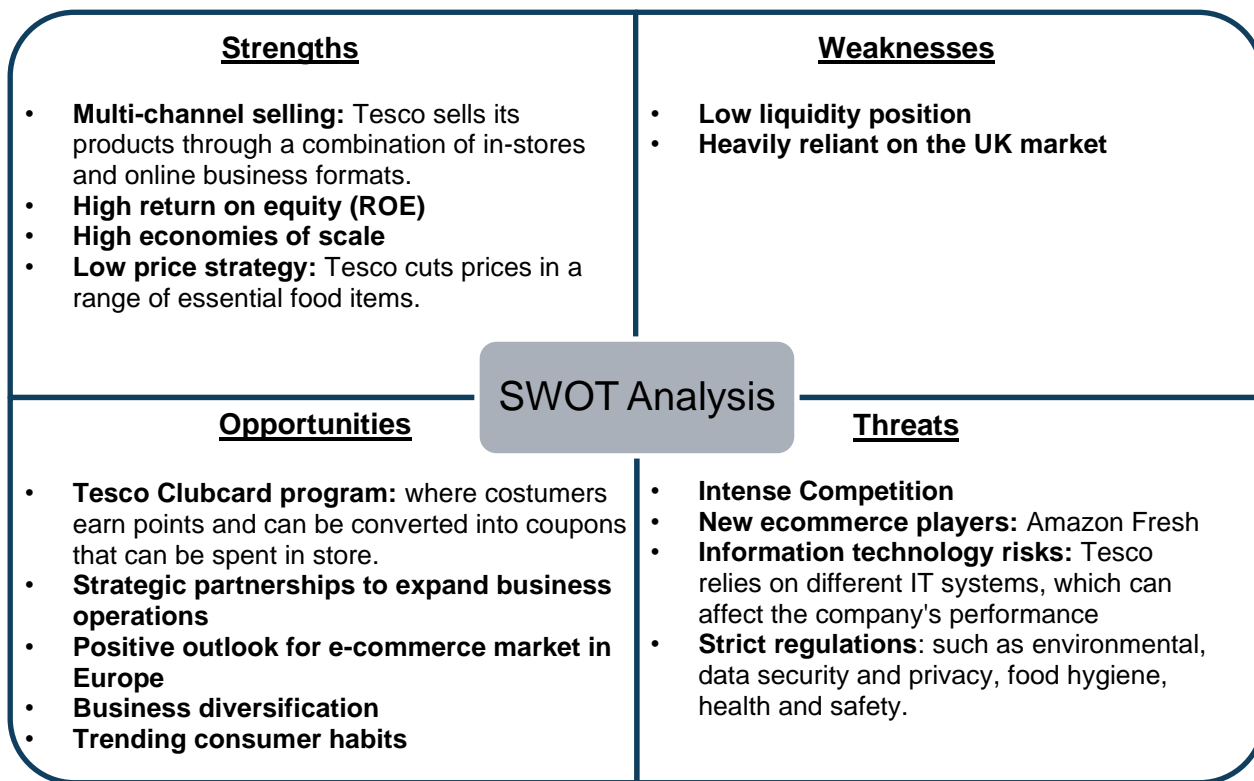 Strengths
• Multi-channel selling: Tesco sells its
products through a combination of in-stores
and online business formats.
• High return on equity (ROE)
• High economies of scale
• Low price strategy: Tesco cuts prices in a
range of essential food items.
Weaknesses
• Low liquidity position
• Heavily reliant on the UK market
SWOT Analysis
Opportunities
• Tesco Clubcard program: where costumers
earn points and can be converted into coupons
that can be spent in store.
• Strategic partnerships to expand business
operations
• Positive outlook for e-commerce market in
Europe
• Business diversification
• Trending consumer habits
Threats
• Intense Competition
• New ecommerce players: Amazon Fresh
• Information technology risks: Tesco
relies on different IT systems, which can
affect the company's performance
• Strict regulations: such as environmental,
data security and privacy, food hygiene,
health and safety.